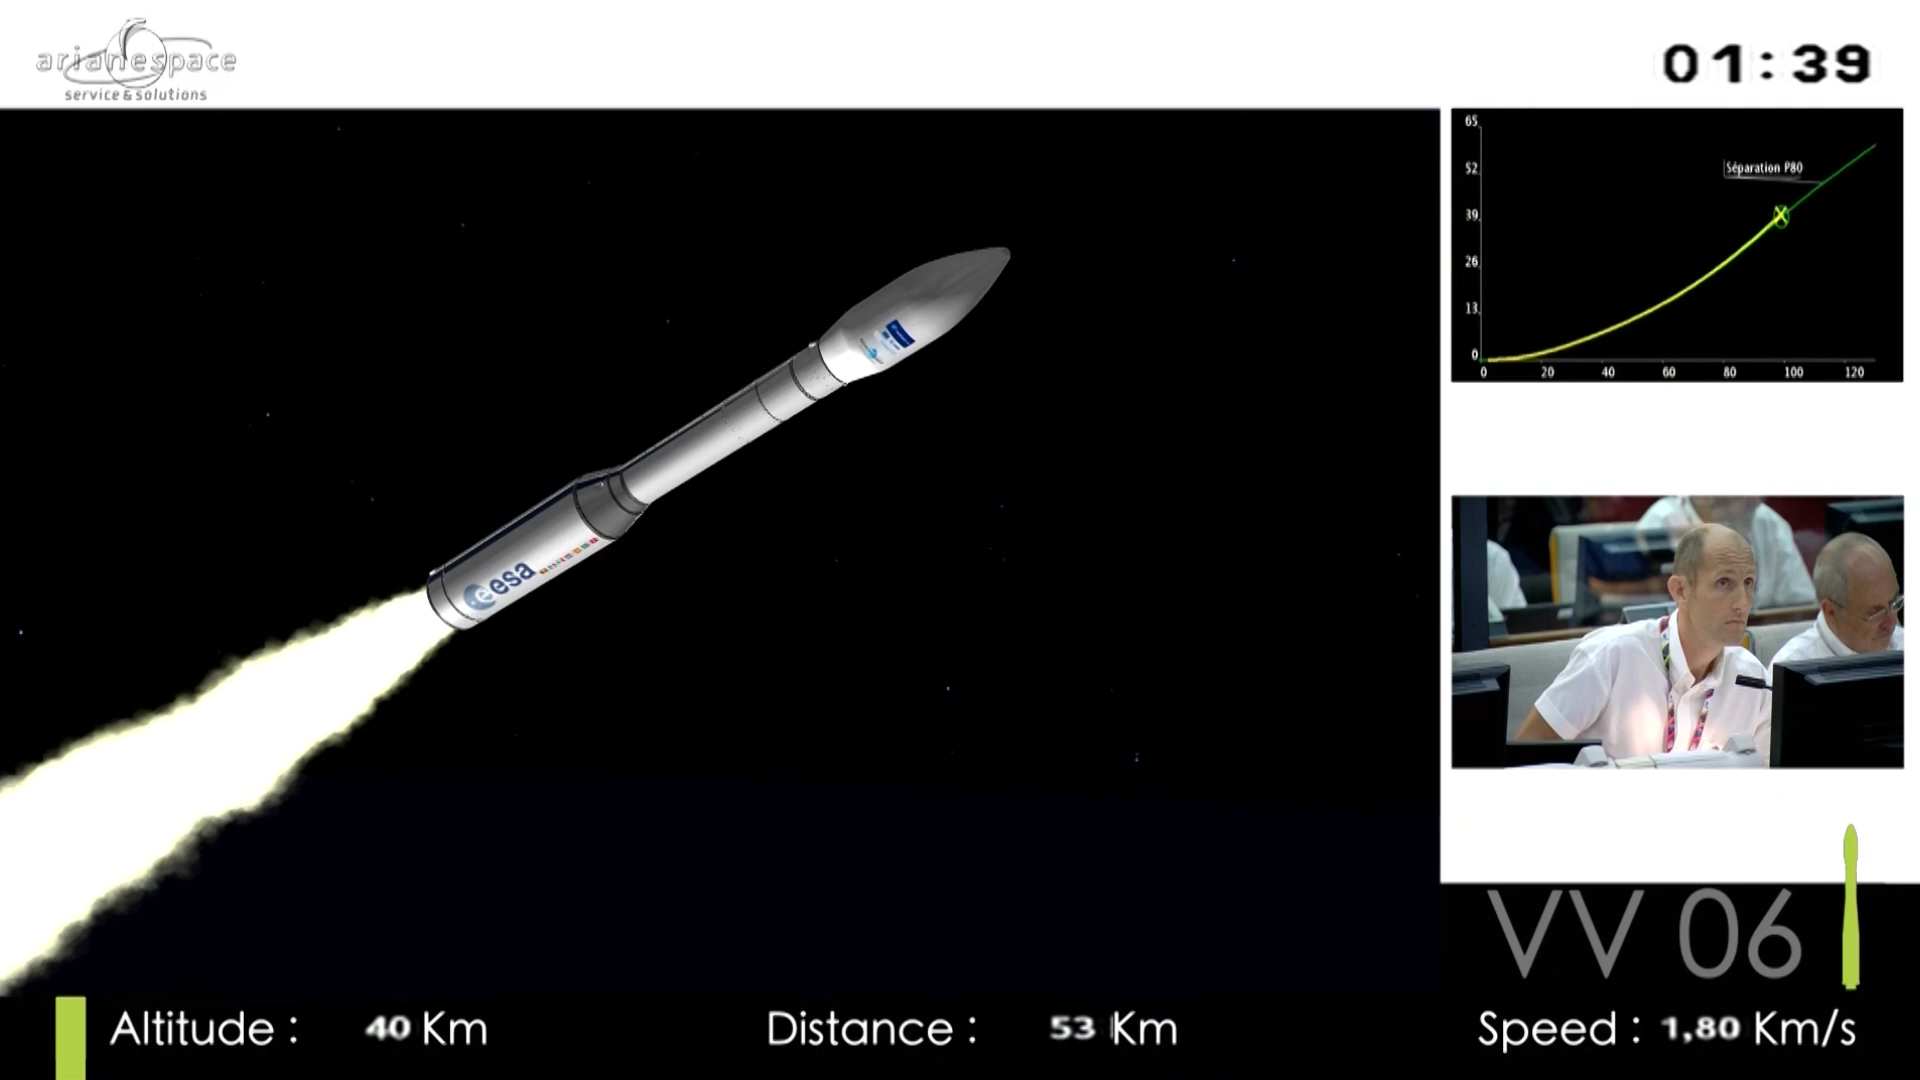 arianespace
service & solutions
01:39
65
52
39
26
13
0
Séparation P80
0 20 40 60 80 100 120
esa
VV 06
Altitude : 40 Km
Distance : 53 Km
Speed : 1,80 Km/s